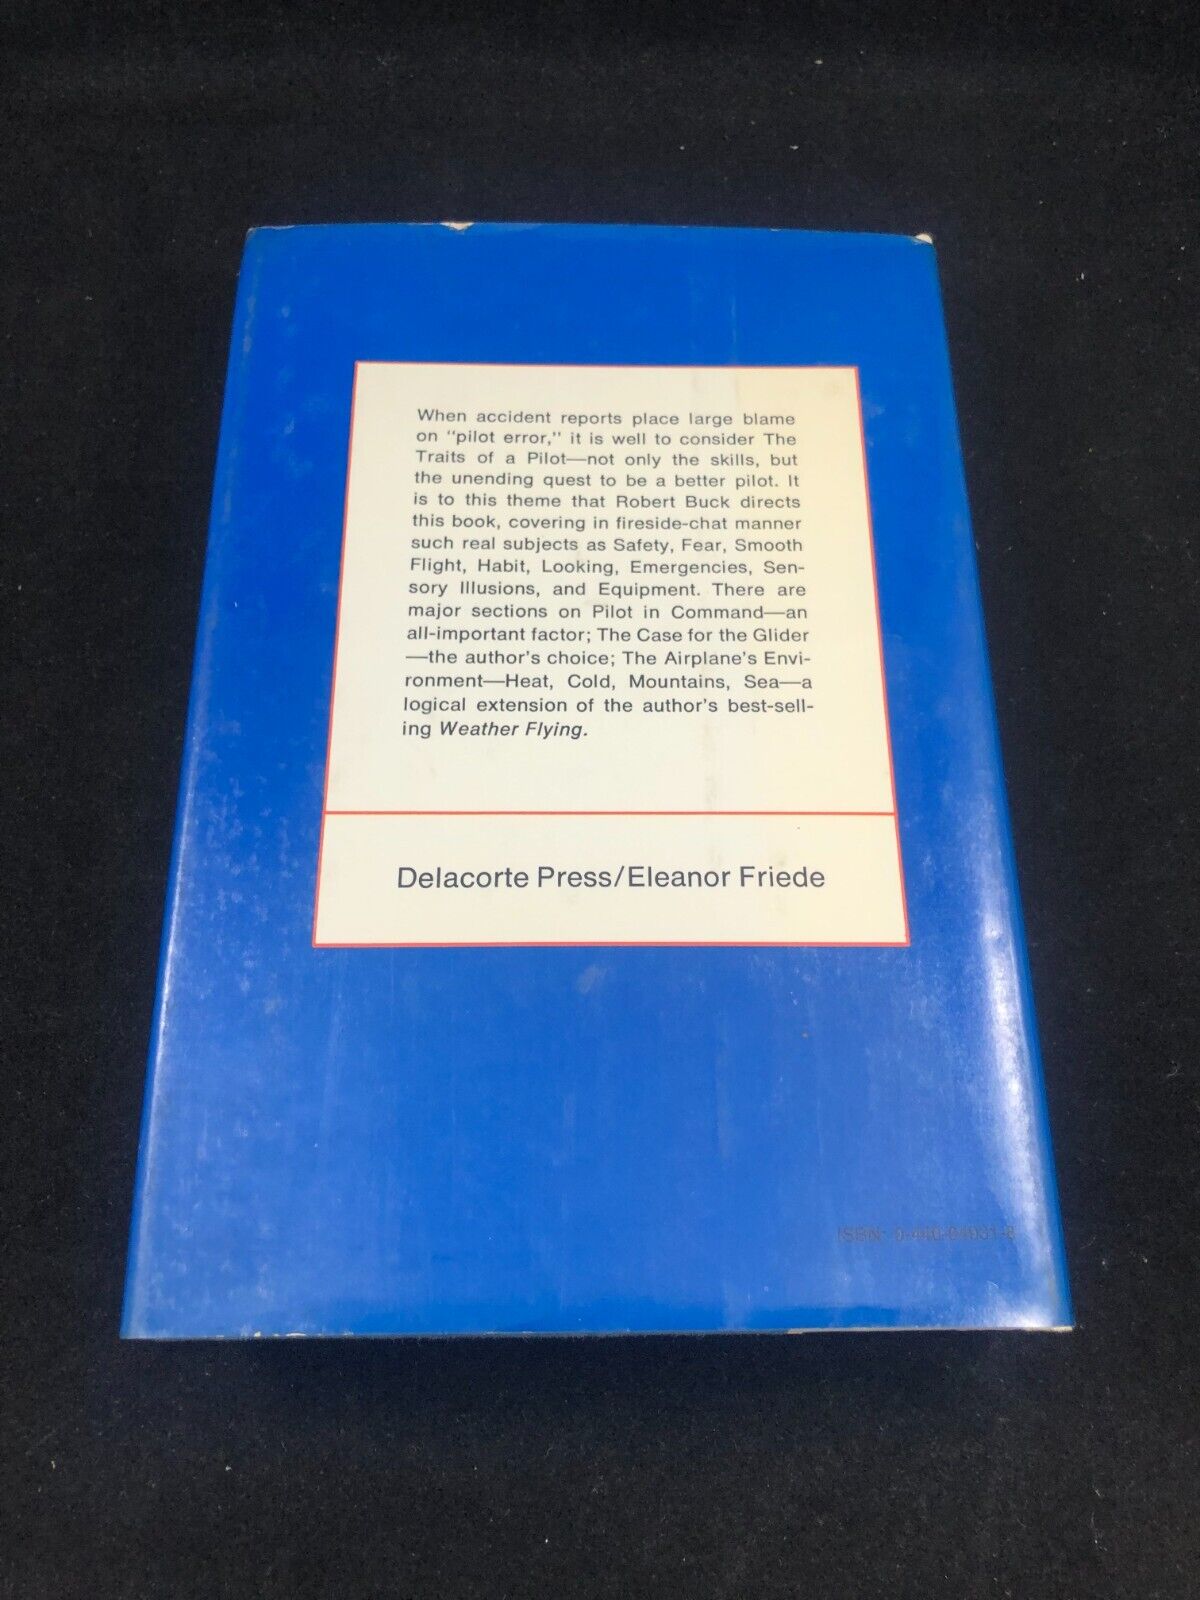 When accident reports place large blame
on "pilot error," it is well to consider The
Traits of a Pilot—not only the skills, but
the unending quest to be a better pilot. It
is to this theme that Robert Buck directs
this book, covering in fireside-chat manner
such real subjects as Safety, Fear, Smooth
Flight, Habit, Looking, Emergencies, Sen-
sory Illusions, and Equipment. There are
major sections on Pilot in Command—an
all-important factor; The Case for the Glider
—the author's choice; The Airplane's Envi-
ronment—Heat, Cold, Mountains, Sea—a
logical extension of the author's best-sell-
ing Weather Flying.
Delacorte Press/Eleanor Friede
ISBN: